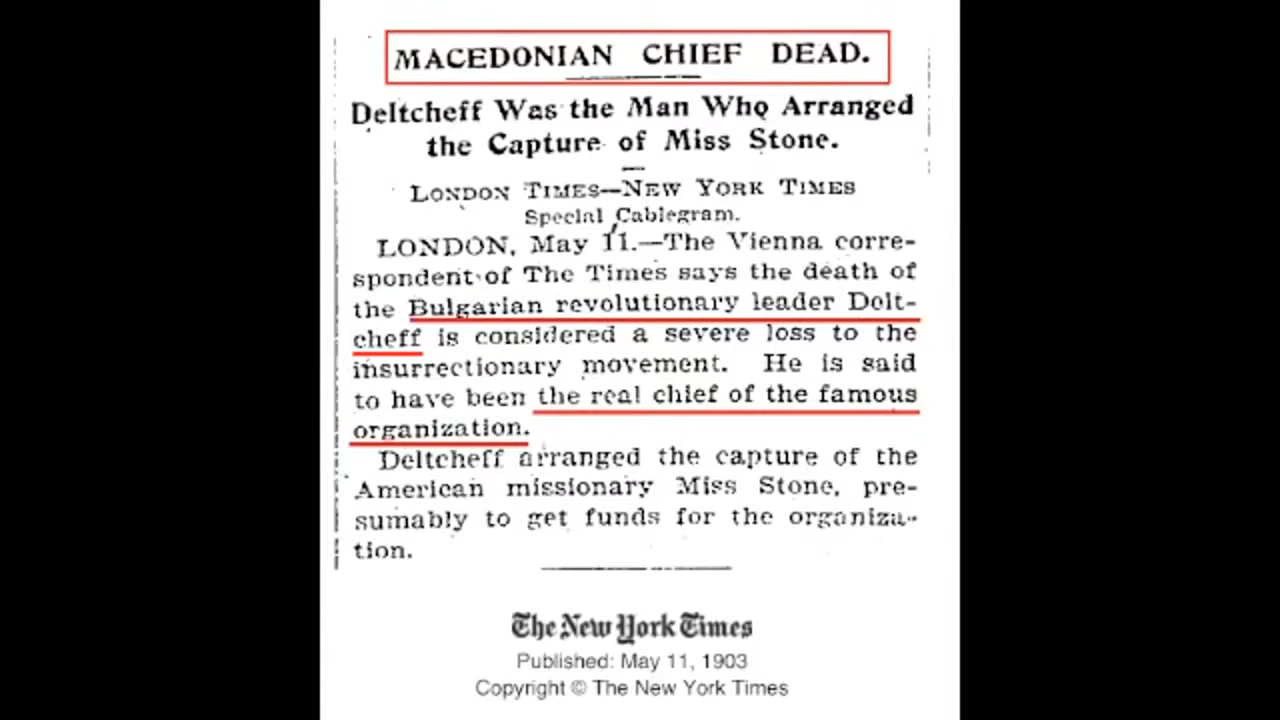 MACEDONIAN CHIEF DEAD.
Deltcheff Was the Man Who Arranged
the Capture of Miss Stone.
LONDON TIMES—NEW YORK TIMES
Special Cablegram.
LONDON, May 11.—The Vienna corre-
spondent of The Times says the death of
the Bulgarian revolutionary leader Delt-
cheff is considered a severe loss to the
insurrectionary movement. He is said
to have been the real chief of the famous
organization.
Deltcheff arranged the capture of the
American missionary Miss Stone, pre-
sumably to get funds for the organiza-
tion.
The New York Times
Published: May 11, 1903
Copyright © The New York Times